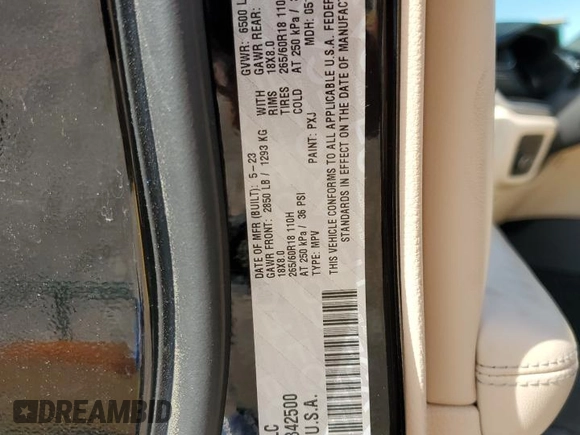 LC
842500
U.S.A.
DATE OF MFR (BUILT): 5-23
GVWR: 6500 L
GAWR FRONT: 2850 LB / 1293 KG WITH GAWR REAR:
18X8.0 RIMS 18X8.0
265/60R18 110H TIRES 265/60R18 110
AT 250 kPa / 36 PSI COLD AT 250 kPa /
TYPE: MPV PAINT: PXJ MDH: 051
THIS VEHICLE CONFORMS TO ALL APPLICABLE U.S.A. FEDER
STANDARDS IN EFFECT ON THE DATE OF MANUFAC
DREAMBID